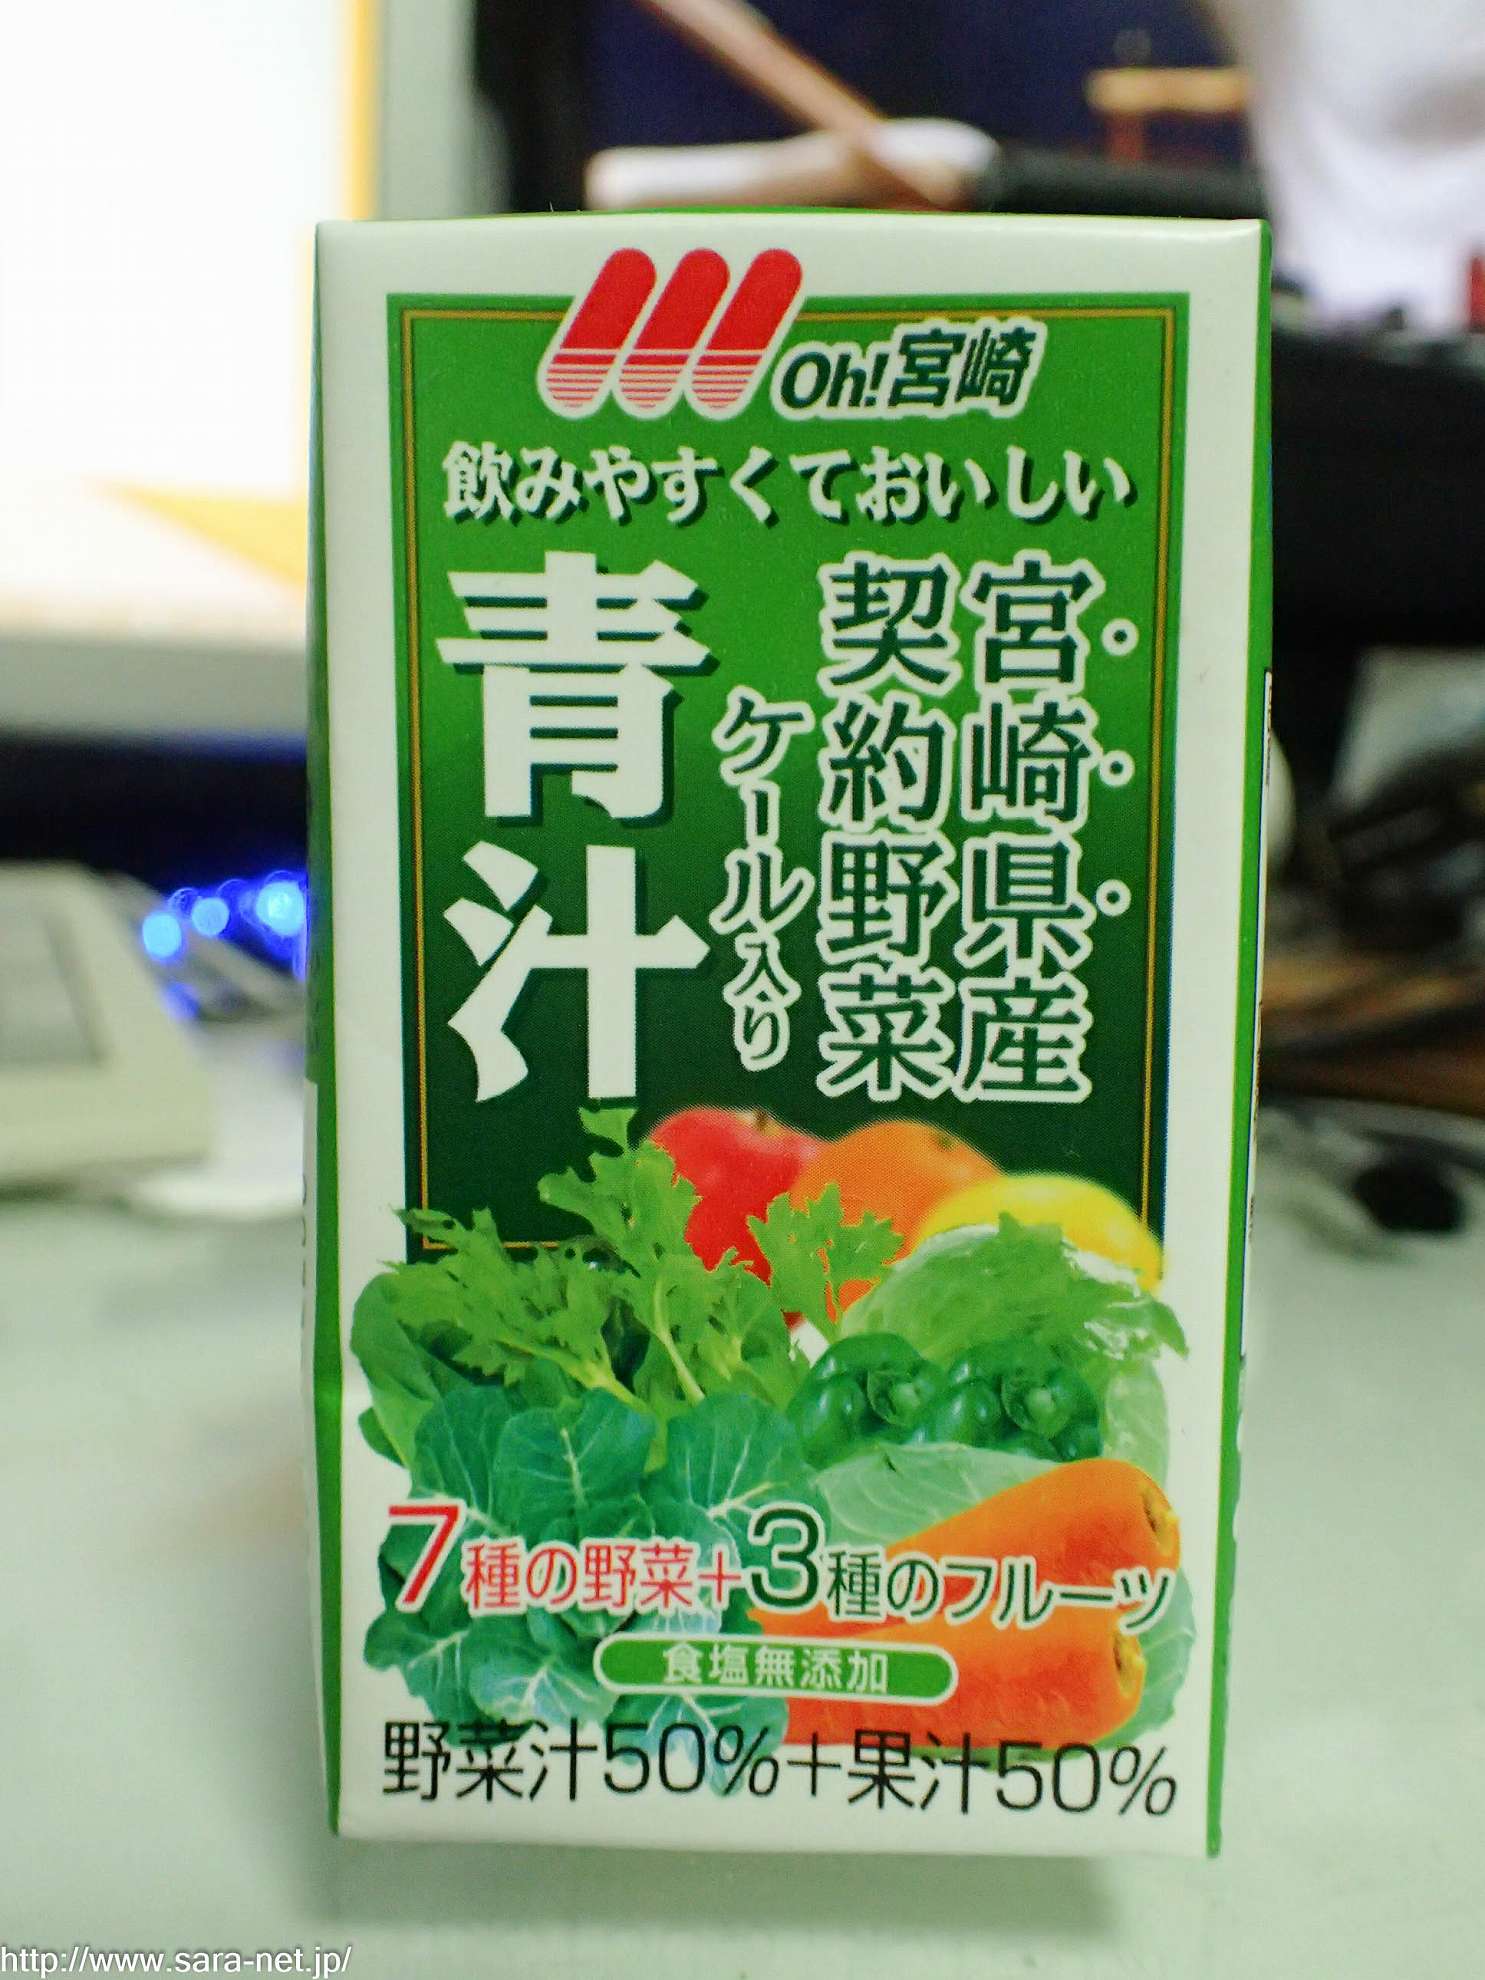 Oh!宮崎
飲みやすくておいしい
宮崎県産
契約野菜
ケール入り
青汁
7種の野菜+3種のフルーツ
食塩無添加
野菜汁50%+果汁50%
http://www.sara-net.jp/